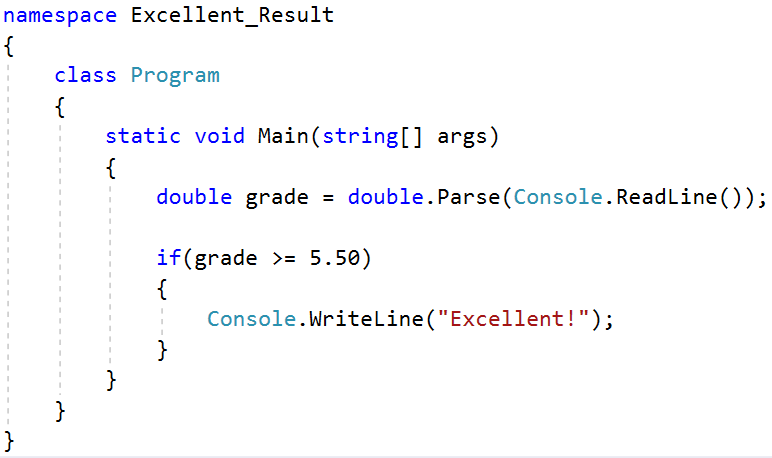 namespace Excellent_Result
{
    class Program
    {
        static void Main(string[] args)
        {
            double grade = double.Parse(Console.ReadLine());

            if(grade >= 5.50)
            {
                Console.WriteLine("Excellent!");
            }
        }
    }
}